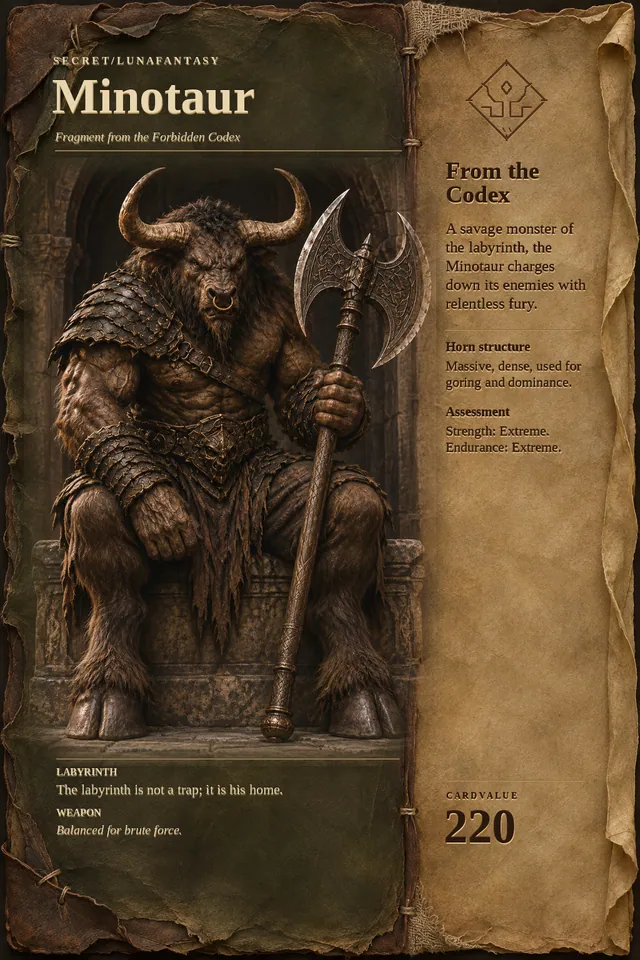 SECRET/LUNAFANTASY
Minotaur
Fragment from the Forbidden Codex
LABYRINTH
The labyrinth is not a trap; it is his home.
WEAPON
Balanced for brute force.
From the
Codex
A savage monster of
the labyrinth, the
Minotaur charges
down its enemies with
relentless fury.
Horn structure
Massive, dense, used for
goring and dominance.
Assessment
Strength: Extreme.
Endurance: Extreme.
CARDVALUE
220